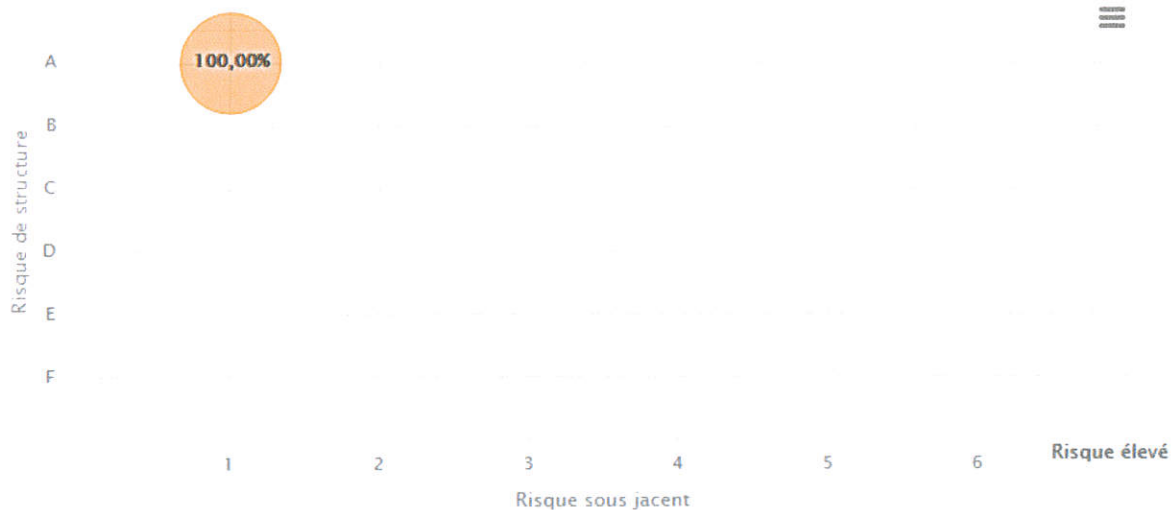 100,00%
A
B
C
D
E
F
Risque de structure
1 2 3 4 5 6
Risque élevé
Risque sous jacent